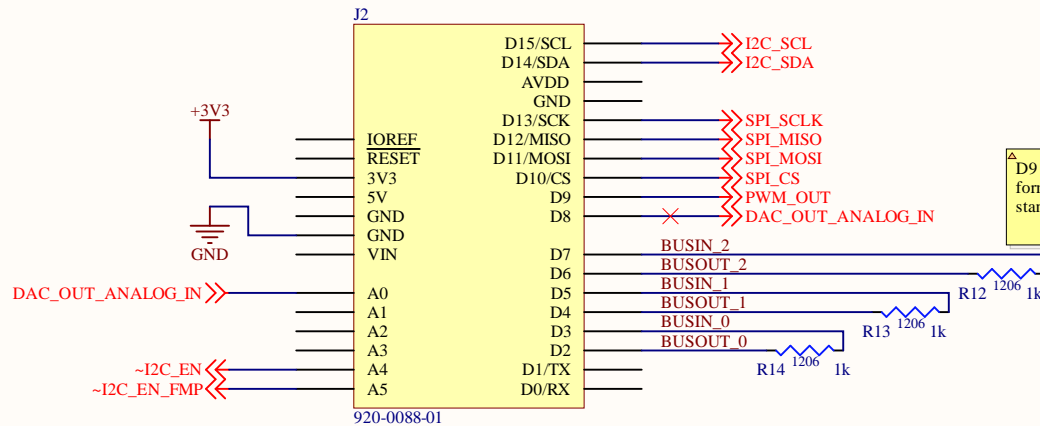 J2
D15/SCL
I2C_SCL
D14/SDA
I2C_SDA
AVDD
GND
+3V3
D13/SCK
SPI_SCLK
IOREF
D12/MISO
SPI_MISO
RESET
D11/MOSI
SPI_MOSI
3V3
D10/CS
SPI_CS
5V
D9
PWM_OUT
GND
D8
DAC_OUT_ANALOG_IN
GND
GND
VIN
D7
BUSIN_2
D6
BUSOUT_2
R12
1206
1k
DAC_OUT_ANALOG_IN
A0
D5
BUSIN_1
A1
D4
BUSOUT_1
R13
1206
1k
A2
D3
BUSIN_0
A3
D2
BUSOUT_0
R14
1206
1k
~I2C_EN
A4
D1/TX
~I2C_EN_FMP
A5
D0/RX
920-0088-01
D9